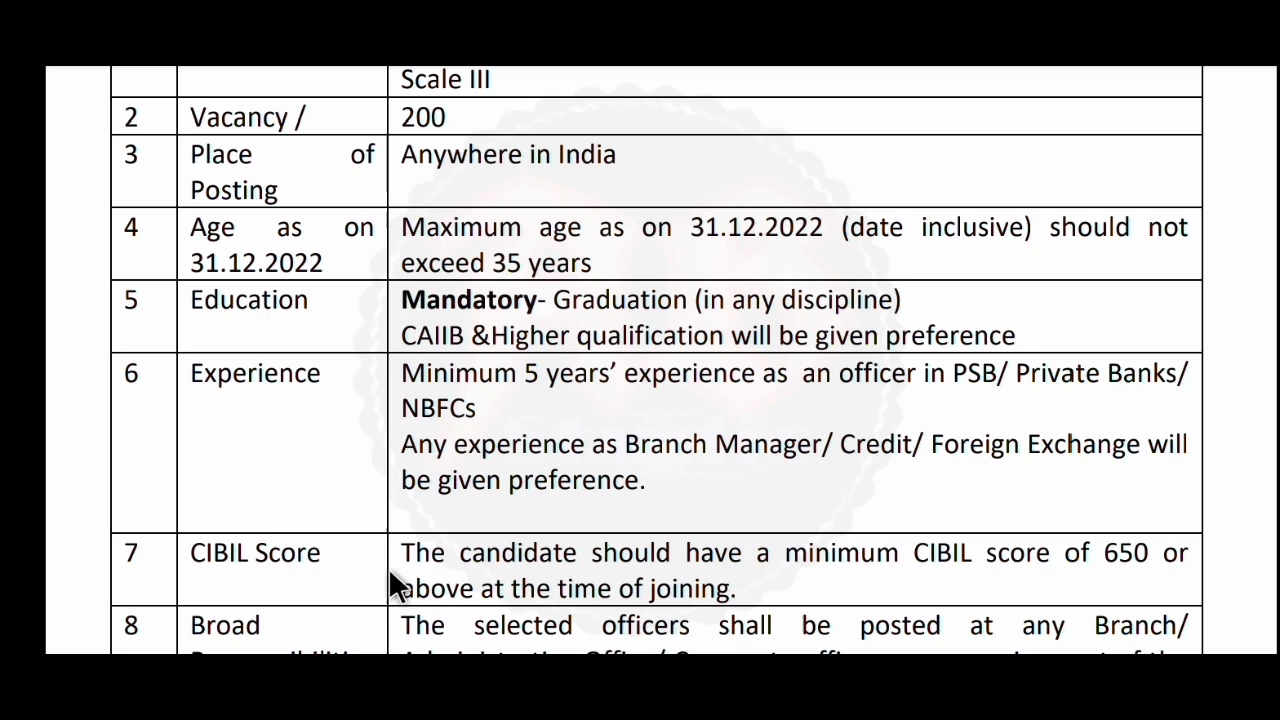 Scale III
2 Vacancy / 200
3 Place of Anywhere in India
Posting
4 Age as on Maximum age as on 31.12.2022 (date inclusive) should not
31.12.2022 exceed 35 years
5 Education Mandatory- Graduation (in any discipline)
CAIIB &Higher qualification will be given preference
6 Experience Minimum 5 years’ experience as an officer in PSB/ Private Banks/
NBFCs
Any experience as Branch Manager/ Credit/ Foreign Exchange will
be given preference.
7 CIBIL Score The candidate should have a minimum CIBIL score of 650 or
above at the time of joining.
8 Broad The selected officers shall be posted at any Branch/